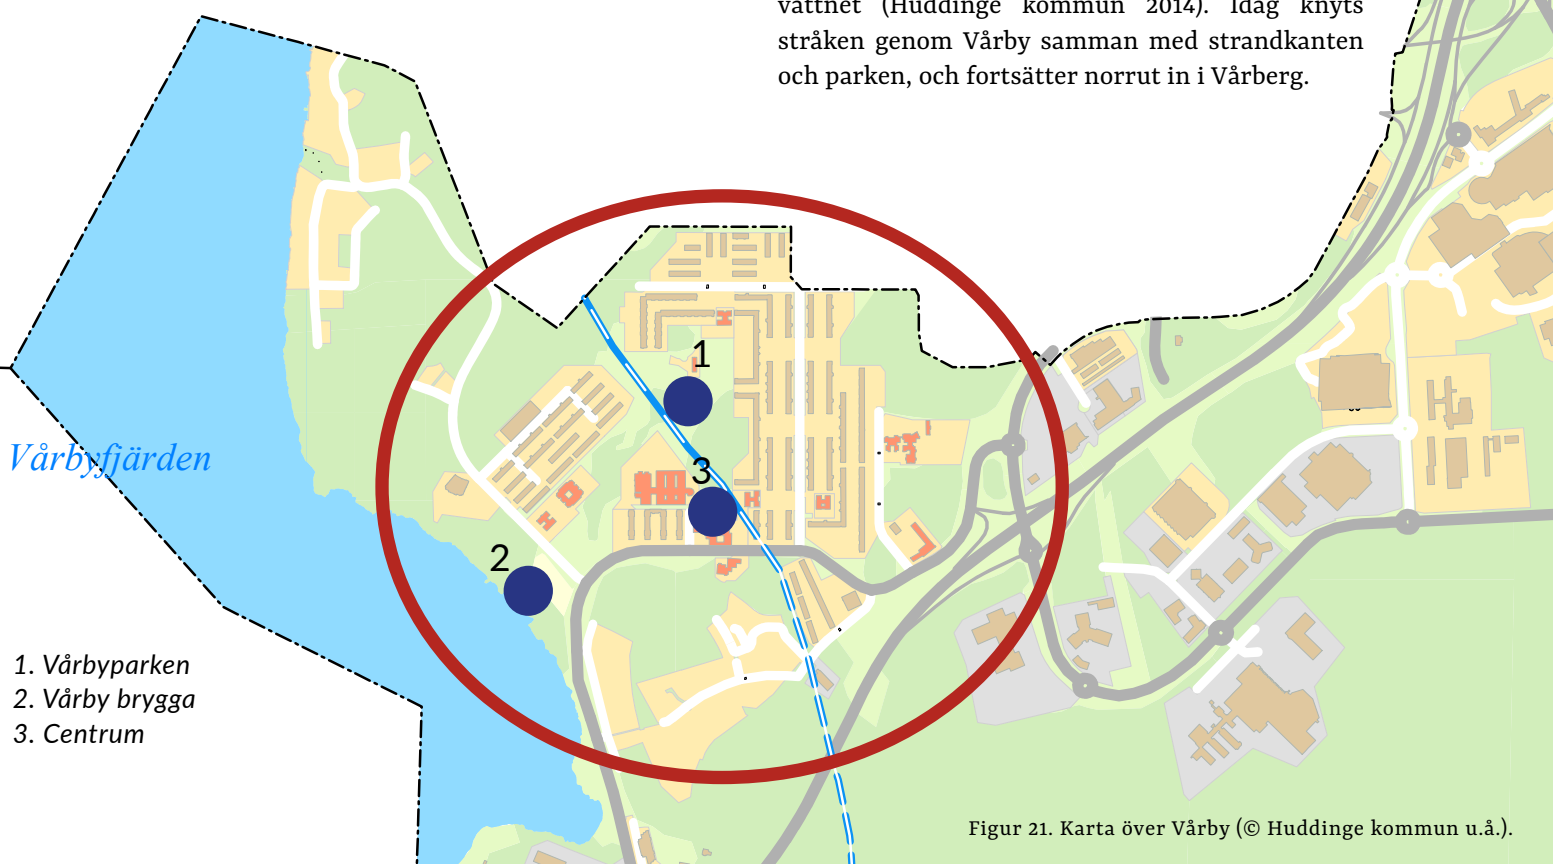 vattnet (Huddinge kommun 2014). Idag knyts
stråken genom Vårby samman med strandkanten
och parken, och fortsätter norrut in i Vårberg.
1
3
2
Vårbyfjärden
1. Vårbyparken
2. Vårby brygga
3. Centrum
Figur 21. Karta över Vårby (© Huddinge kommun u.å.).